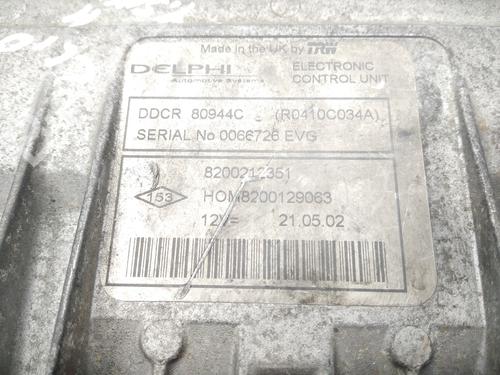 Made in the UK by TRW
DELPHI
Automotive Systems
ELECTRONIC
CONTROL UNIT
DDCR 80944C (R0410C034A)
SERIAL No 0066726 EVG
8200212351
153
HOM8200129063
12V= 21.05.02